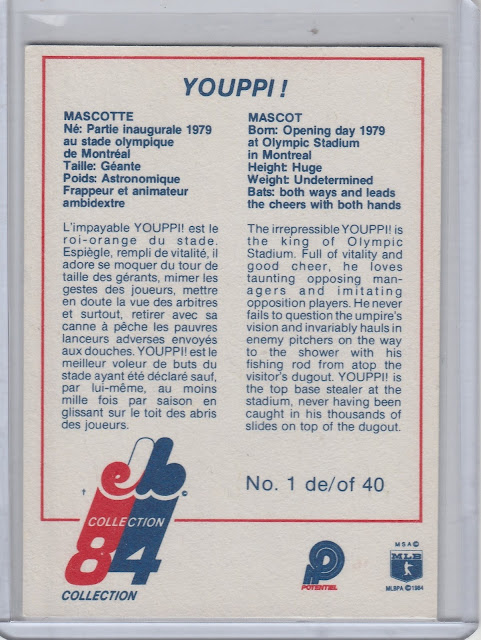 YOUPPI !
MASCOTTE
Né: Partie inaugurale 1979
au stade olympique
de Montréal
Taille: Géante
Poids: Astronomique
Frappeur et animateur
ambidextre
L'impayable YOUPPI! est le
roi-orange du stade.
Espiègle, rempli de vitalité, il
adore se moquer du tour de
taille des gérants, mimer les
gestes des joueurs, mettre
en doute la vue des arbitres
et surtout, retirer avec sa
canne à pêche les pauvres
lanceurs adverses envoyés
aux douches. YOUPPI! est le
meilleur voleur de buts du
stade ayant été déclaré sauf,
par lui-même, au moins
mille fois par saison en
glissant sur le toit des abris
des joueurs.
MASCOT
Born: Opening day 1979
at Olympic Stadium
in Montreal
Height: Huge
Weight: Undetermined
Bats: both ways and leads
the cheers with both hands
The irrepressible YOUPPI! is
the king of Olympic
Stadium. Full of vitality and
good cheer, he loves
taunting opposing man-
agers and imitating
opposition players. He never
fails to question the umpire's
vision and invariably hauls in
enemy pitchers on the way
to the shower with his
fishing rod from atop the
visitor's dugout. YOUPPI! is
the top base stealer at the
stadium, never having been
caught in his thousands of
slides on top of the dugout.
No. 1 de/of 40
† eb ©
COLLECTION
84
COLLECTION
POTENTIEL
MSA©
MLB
MLBPA ©1984